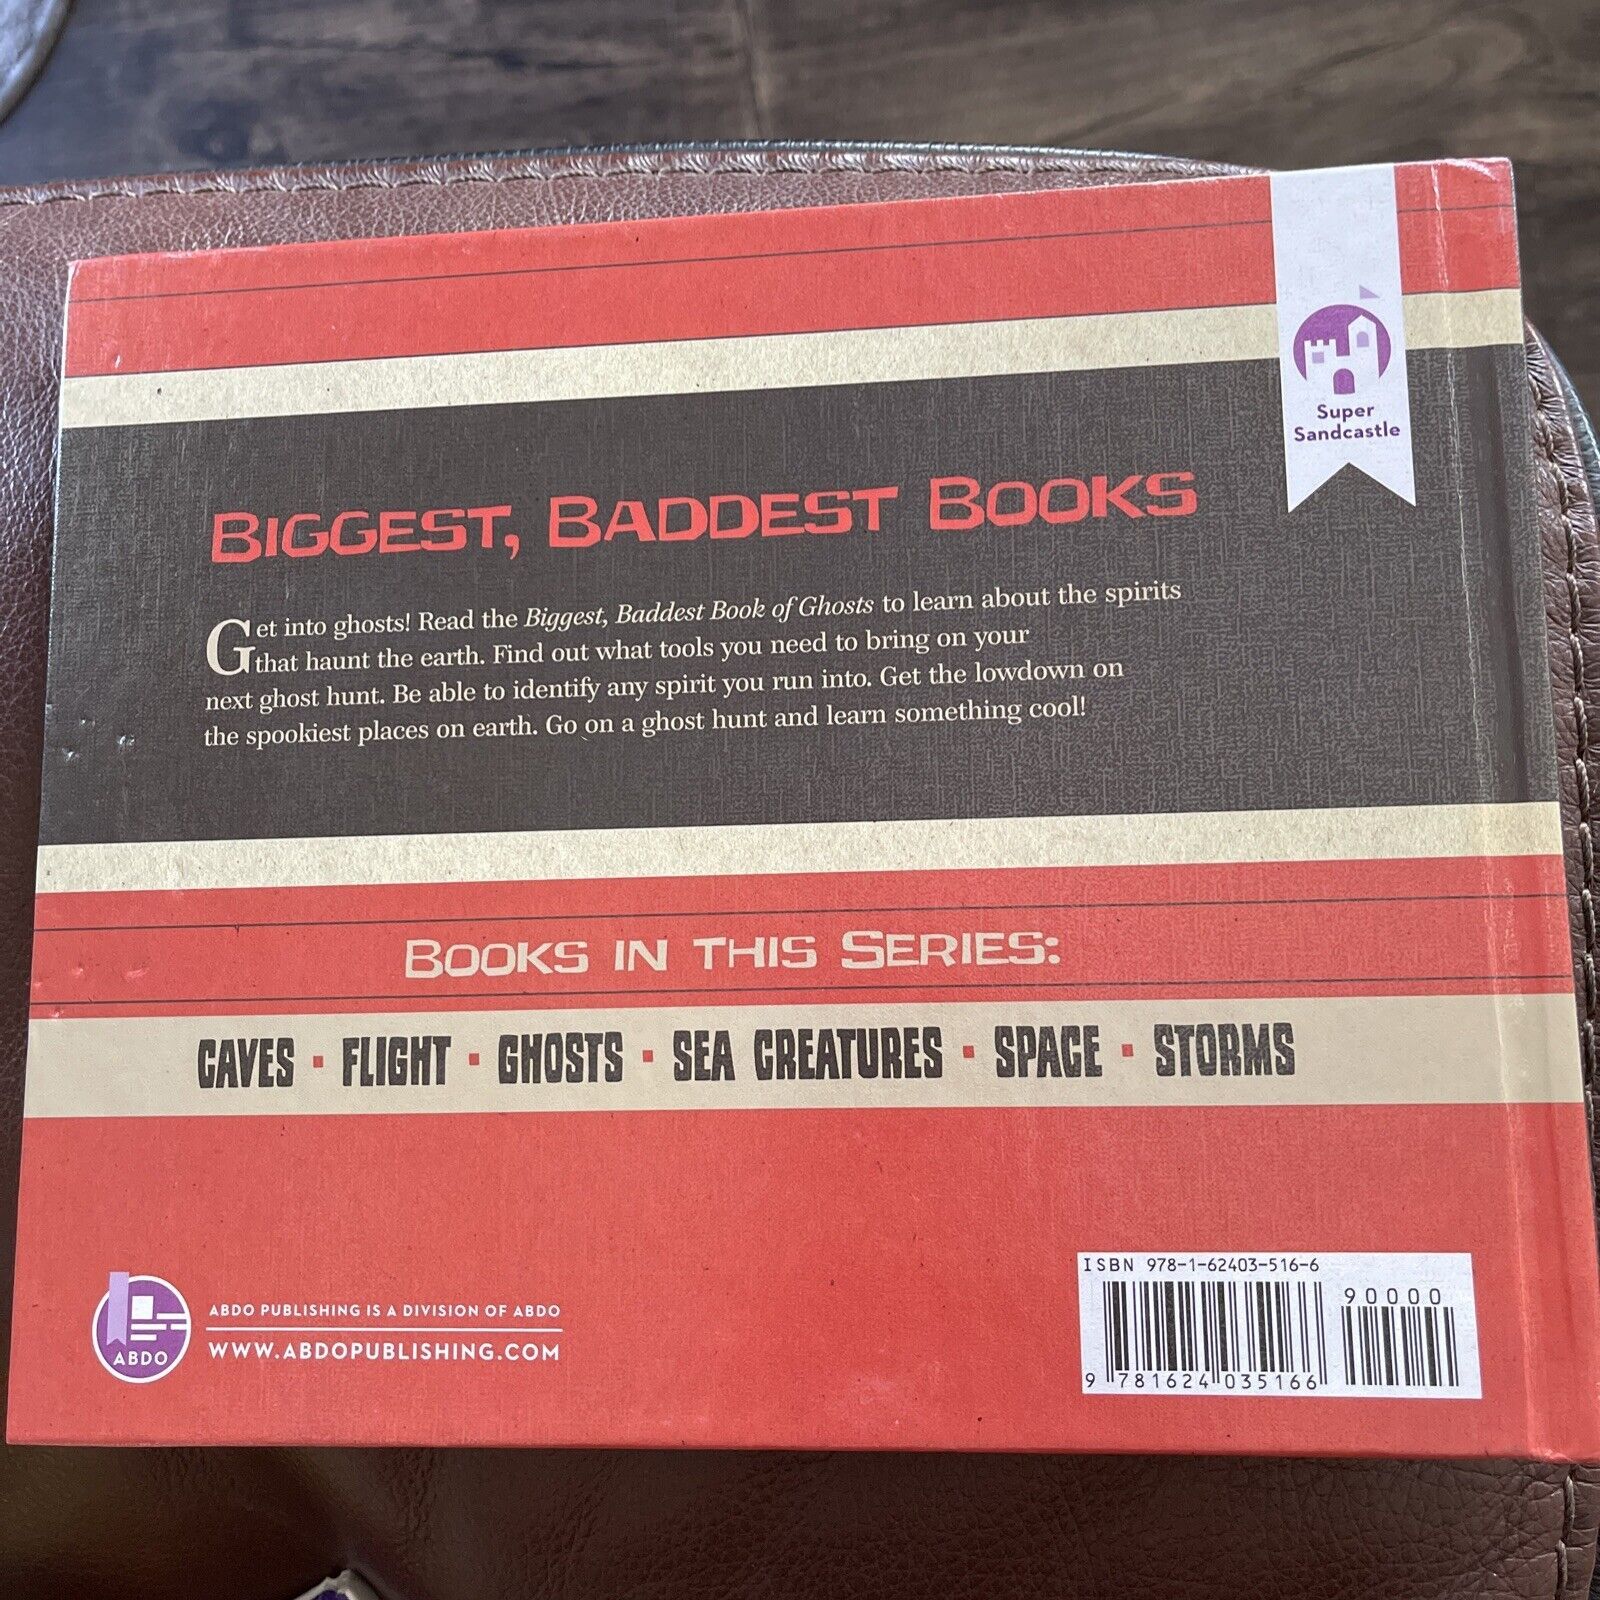 Super
Sandcastle
BIGGEST, BADDEST BOOKS
Get into ghosts! Read the Biggest, Baddest Book of Ghosts to learn about the spirits
that haunt the earth. Find out what tools you need to bring on your
next ghost hunt. Be able to identify any spirit you run into. Get the lowdown on
the spookiest places on earth. Go on a ghost hunt and learn something cool!
BOOKS IN THIS SERIES:
CAVES ▪ FLIGHT ▪ GHOSTS ▪ SEA CREATURES ▪ SPACE ▪ STORMS
ABDO
ABDO PUBLISHING IS A DIVISION OF ABDO
WWW.ABDOPUBLISHING.COM
ISBN 978-1-62403-516-6
90000
9 781624 035166